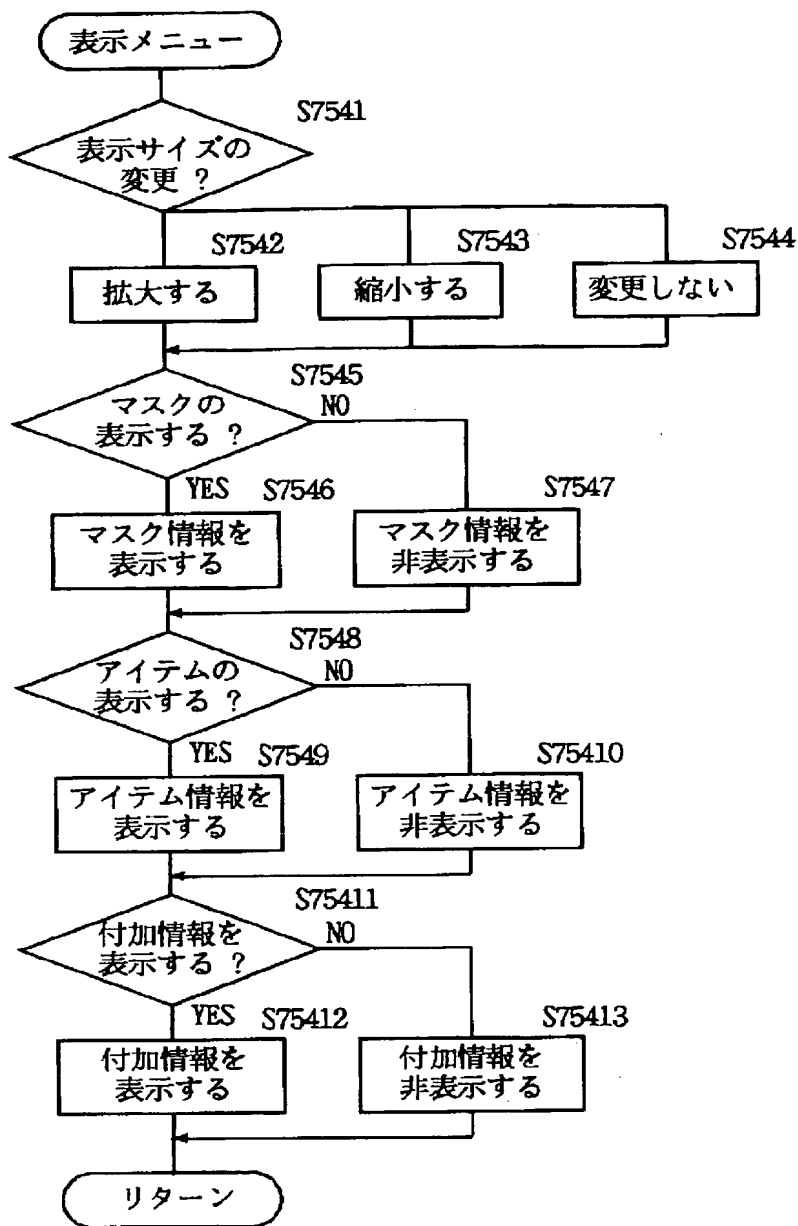 表示メニュー
S7541
表示サイズの
変更 ?
S7542
S7543
S7544
拡大する
縮小する
変更しない
S7545
マスクの
表示する ?
NO
YES
S7546
S7547
マスク情報を
表示する
マスク情報を
非表示する
S7548
アイテムの
表示する ?
NO
YES
S7549
S75410
アイテム情報を
表示する
アイテム情報を
非表示する
S75411
付加情報を
表示する ?
NO
YES
S75412
S75413
付加情報を
表示する
付加情報を
非表示する
リターン